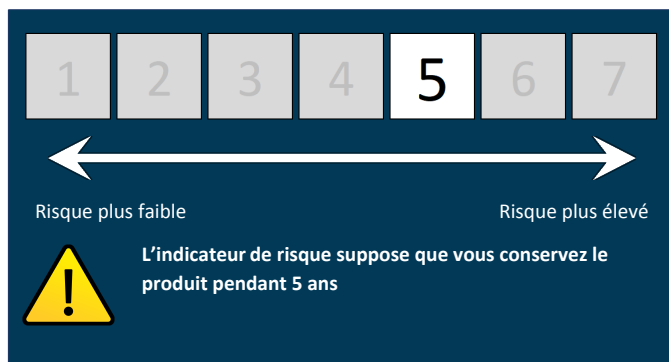 1 2 3 4 5 6 7
Risque plus faible Risque plus élevé
L’indicateur de risque suppose que vous conservez le
produit pendant 5 ans